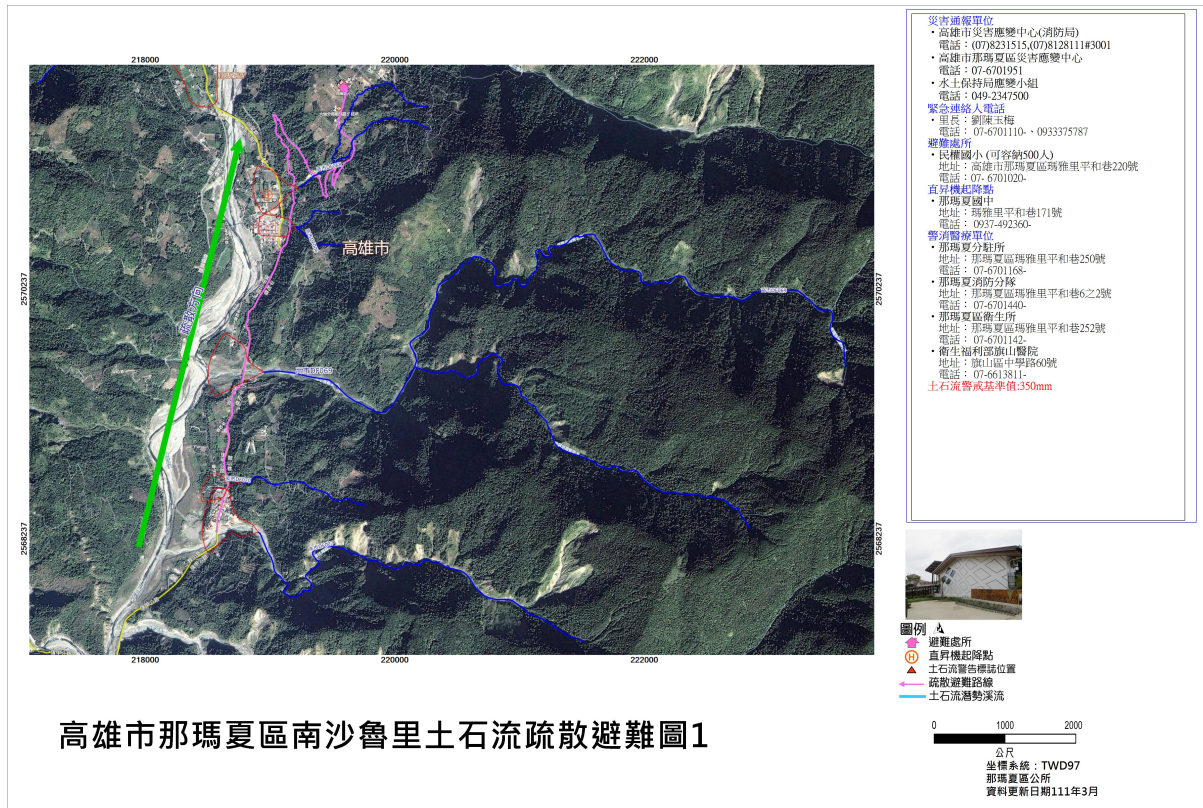 218000
220000
222000
2570237
2568237
2570237
2568237
218000
220000
222000
高雄市
疏散方向
災害通報單位
・高雄市災害應變中心(消防局)
電話：(07)8231515,(07)8128111#3001
・高雄市那瑪夏區災害應變中心
電話：07-6701951
・水土保持局應變小組
電話：049-2347500
緊急連絡人電話
・里長：劉陳玉梅
電話： 07-6701110-、0933375787
避難處所
・民權國小 (可容納500人)
地址：高雄市那瑪夏區瑪雅里平和巷220號
電話：07- 6701020-
直昇機起降點
・那瑪夏國中
地址：瑪雅里平和巷171號
電話： 0937-492360-
警消醫療單位
・那瑪夏分駐所
地址：那瑪夏區瑪雅里平和巷250號
電話： 07-6701168-
・那瑪夏消防分隊
地址：那瑪夏區瑪雅里平和巷6之2號
電話： 07-6701440-
・那瑪夏區衛生所
地址：那瑪夏區瑪雅里平和巷252號
電話： 07-6701142-
・衛生福利部旗山醫院
地址：旗山區中學路60號
電話： 07-6613811-
土石流警戒基準值:350mm
圖例
避難處所
H 直昇機起降點
土石流警告標誌位置
疏散避難路線
土石流潛勢溪流
0 1000 2000
公尺
坐標系統：TWD97
那瑪夏區公所
資料更新日期111年3月
高雄市那瑪夏區南沙魯里土石流疏散避難圖1